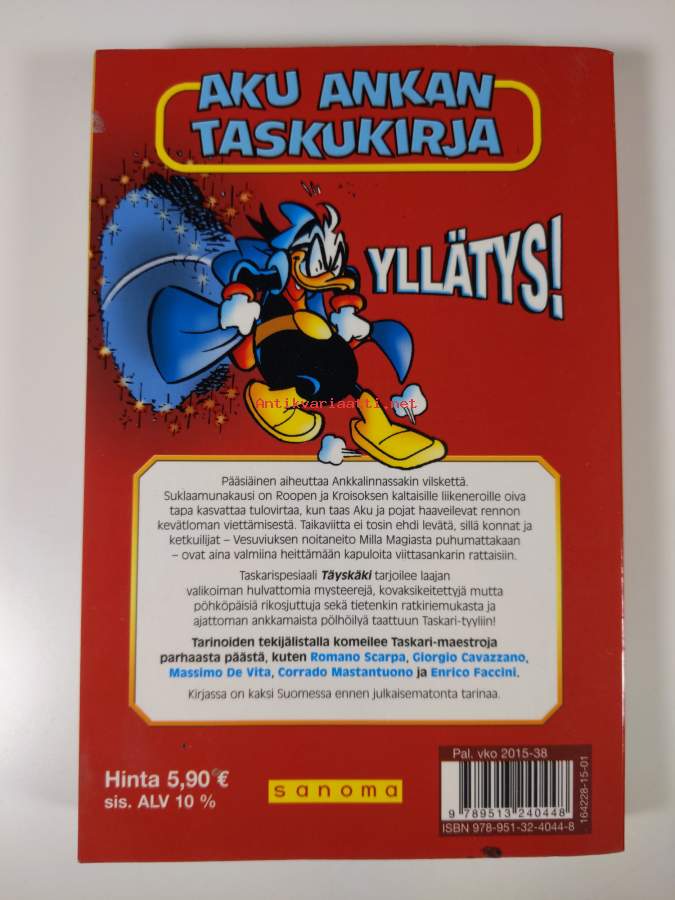 AKU ANKAN
TASKUKIRJA
YLLÄTYS!
Antikvariaatti.net
Pääsiäinen aiheuttaa Ankkalinnassakin vilskettä.
Suklaamunakausi on Roopen ja Kroisoksen kaltaisille liikeneroille oiva
tapa kasvattaa tulovirtaa, kun taas Aku ja pojat haaveilevat rennon
kevätloman viettämisestä. Taikaviitta ei tosin ehdi levätä, sillä konnat ja
ketkuilijat – Vesuviuksen noitaneito Milla Magiasta puhumattakaan
– ovat aina valmiina heittämään kapuloita viittasankarin rattaisiin.
Taskarispesiaali Täyskäki tarjoilee laajan
valikoiman hulvattomia mysteerejä, kovaksikeitettyjä mutta
pöhköpäisiä rikosjuttuja sekä tietenkin ratkiriemukasta ja
ajattoman ankkamaista pölhöilyä taattuun Taskari-tyyliin!
Tarinoiden tekijälistalla komeilee Taskari-maestroja
parhaasta päästä, kuten Romano Scarpa, Giorgio Cavazzano,
Massimo De Vita, Corrado Mastantuono ja Enrico Faccini.
Kirjassa on kaksi Suomessa ennen julkaisematonta tarinaa.
Hinta 5,90 €
sis. ALV 10 %
sanoma
Pal. vko 2015-38
9 789513 240448
ISBN 978-951-32-4044-8
164228-15-01